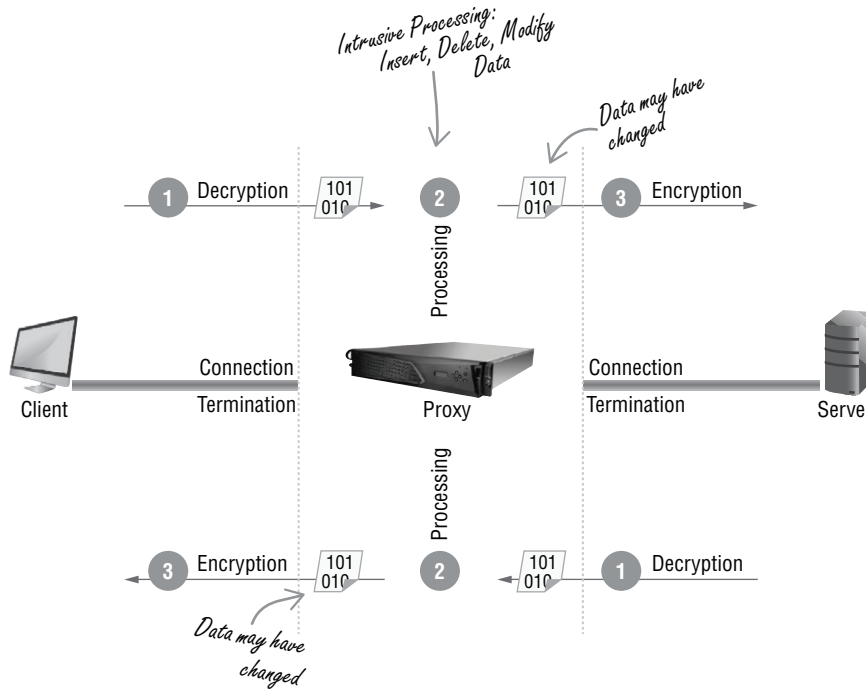 Intrusive Processing:
Insert, Delete, Modify
Data
Data may have
changed
1 Decryption
101
010
2
101
010
3 Encryption
Processing
Connection
Termination
Client
Proxy
Connection
Termination
Serve
Processing
3 Encryption
101
010
2
101
010
1 Decryption
Data may have
changed